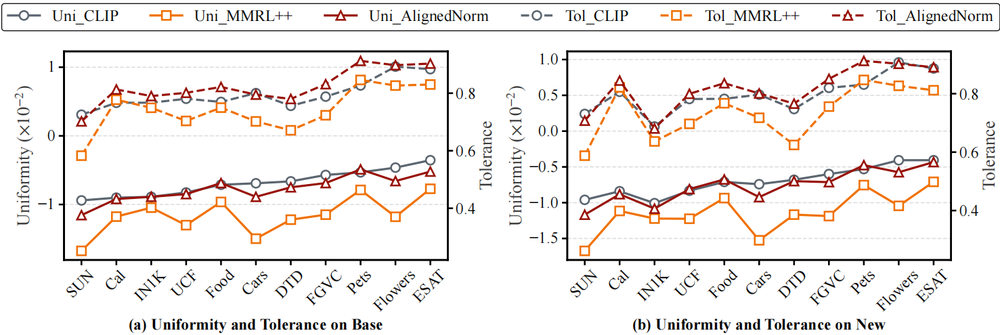 Uni_CLIP Uni_MMRL++ Uni_AlignedNorm Tol_CLIP Tol_MMRL++ Tol_AlignedNorm
Uniformity (×10⁻²)
1
0
−1
0.8
0.6
0.4
Tolerance
SUN Cal IN1K UCF Food Cars DTD FGVC Pets Flowers ESAT
(a) Uniformity and Tolerance on Base
Uniformity (×10⁻²)
1.0
0.5
0.0
−0.5
−1.0
−1.5
0.8
0.6
0.4
Tolerance
SUN Cal IN1K UCF Food Cars DTD FGVC Pets Flowers ESAT
(b) Uniformity and Tolerance on New